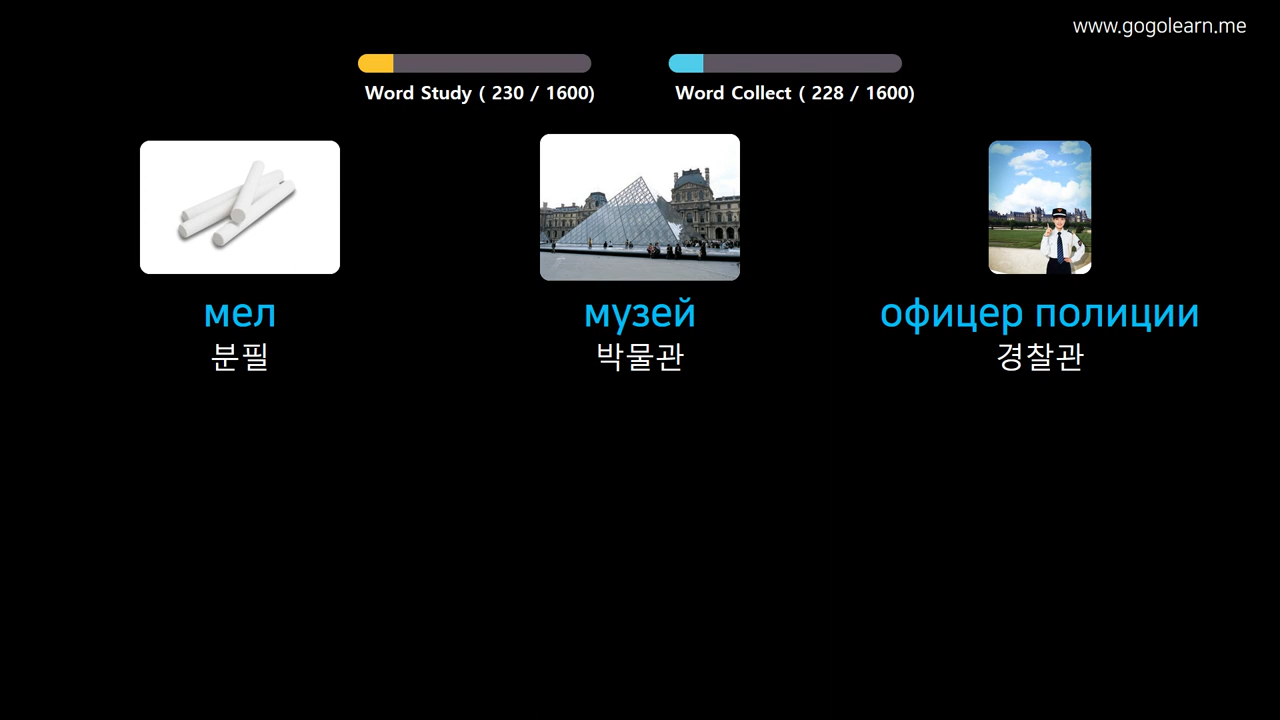 www.gogolearn.me
Word Study ( 230 / 1600)
Word Collect ( 228 / 1600)
мел
музей
офицер полиции
분필
박물관
경찰관